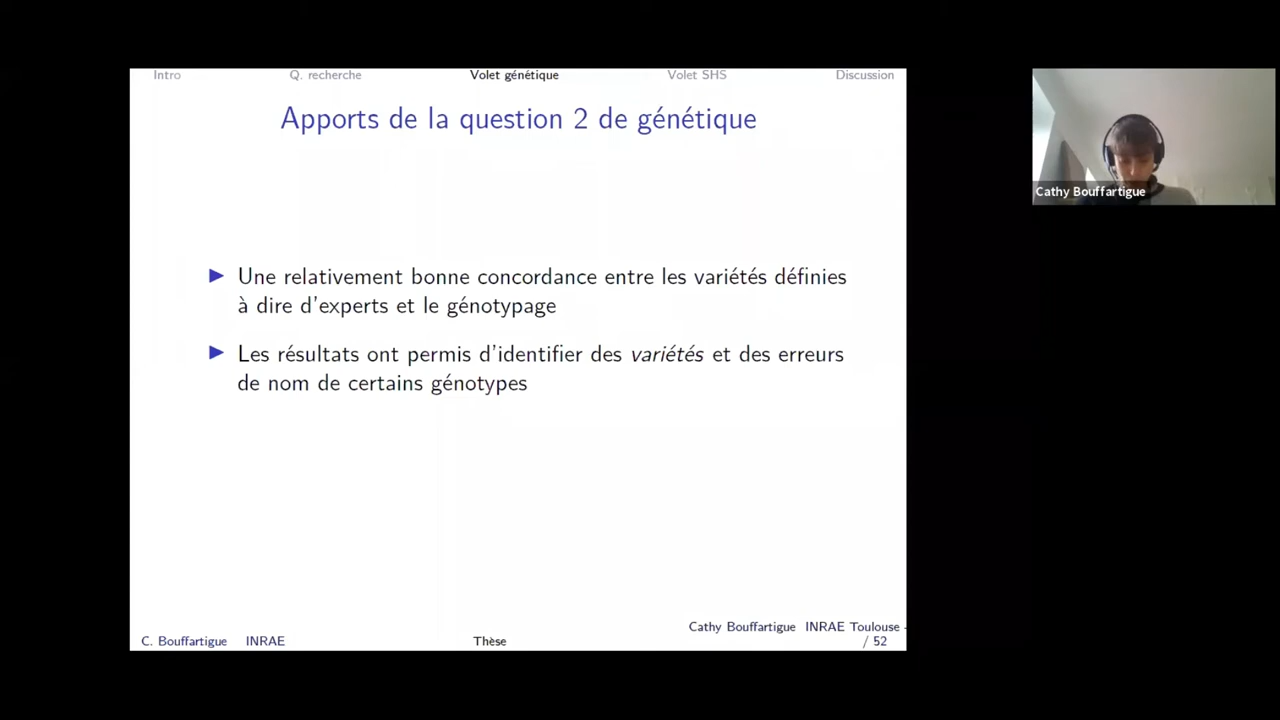 Intro Q. recherche Volet génétique Volet SHS Discussion
Apports de la question 2 de génétique
▶ Une relativement bonne concordance entre les variétés définies
à dire d'experts et le génotypage
▶ Les résultats ont permis d'identifier des variétés et des erreurs
de nom de certains génotypes
Cathy Bouffartigue INRAE Toulouse -
C. Bouffartigue INRAE Thèse / 52
Cathy Bouffartigue